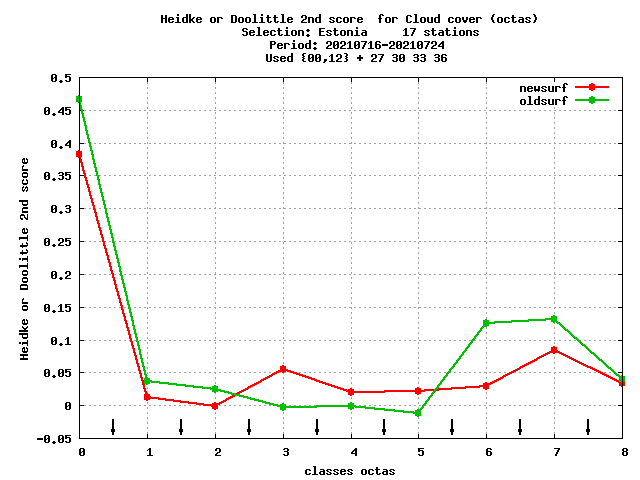 Heidke or Doolittle 2nd score  for Cloud cover (octas)
Selection: Estonia     17 stations
Period: 20210716-20210724
Used {00,12} + 27 30 33 36
newsurf
oldsurf
Heidke or Doolittle 2nd score
0.5
0.45
0.4
0.35
0.3
0.25
0.2
0.15
0.1
0.05
0
-0.05
0 1 2 3 4 5 6 7 8
classes octas